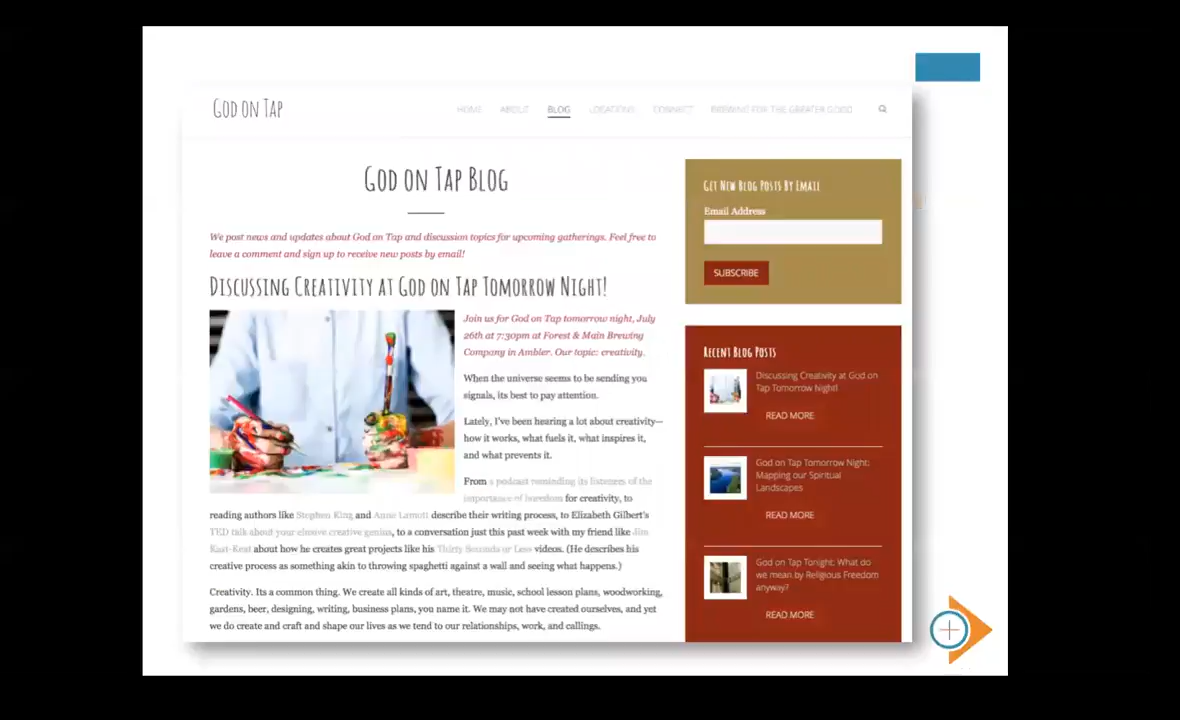 GOD ON TAP
HOME ABOUT BLOG LOCATIONS CONNECT BREWING FOR THE GREATER GOOD
GOD ON TAP BLOG
We post news and updates about God on Tap and discussion topics for upcoming gatherings. Feel free to
leave a comment and sign up to receive new posts by email!
DISCUSSING CREATIVITY AT GOD ON TAP TOMORROW NIGHT!
Join us for God on Tap tomorrow night, July
26th at 7:30pm at Forest & Main Brewing
Company in Ambler. Our topic: creativity.
When the universe seems to be sending you
signals, its best to pay attention.
Lately, I've been hearing a lot about creativity—
how it works, what fuels it, what inspires it,
and what prevents it.
From a podcast reminding its listeners of the
importance of boredom for creativity, to
reading authors like Stephen King and Anne Lamott describe their writing process, to Elizabeth Gilbert's
TED talk about your elusive creative genius, to a conversation just this past week with my friend like Jim
Kast-Keat about how he creates great projects like his Thirty Seconds or Less videos. (He describes his
creative process as something akin to throwing spaghetti against a wall and seeing what happens.)
Creativity. Its a common thing. We create all kinds of art, theatre, music, school lesson plans, woodworking,
gardens, beer, designing, writing, business plans, you name it. We may not have created ourselves, and yet
we do create and craft and shape our lives as we tend to our relationships, work, and callings.
GET NEW BLOG POSTS BY EMAIL
Email Address
SUBSCRIBE
RECENT BLOG POSTS
Discussing Creativity at God on
Tap Tomorrow Night!
READ MORE
God on Tap Tomorrow Night:
Mapping our Spiritual
Landscapes
READ MORE
God on Tap Tonight: What do
we mean by Religious Freedom
anyway?
READ MORE